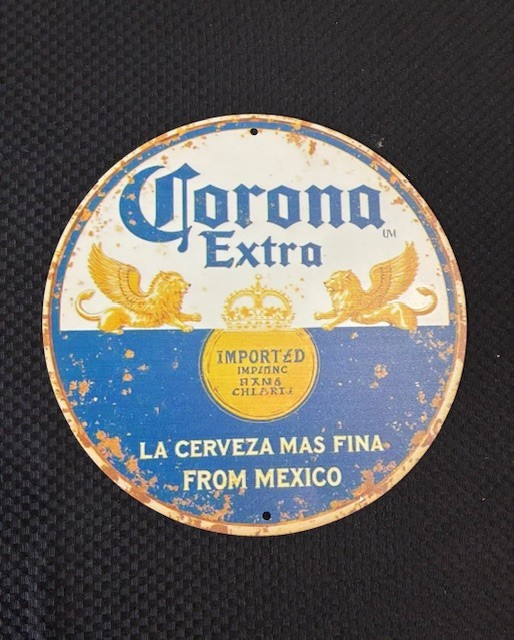 Corona
Extra
IMPORTED
LA CERVEZA MAS FINA
FROM MEXICO